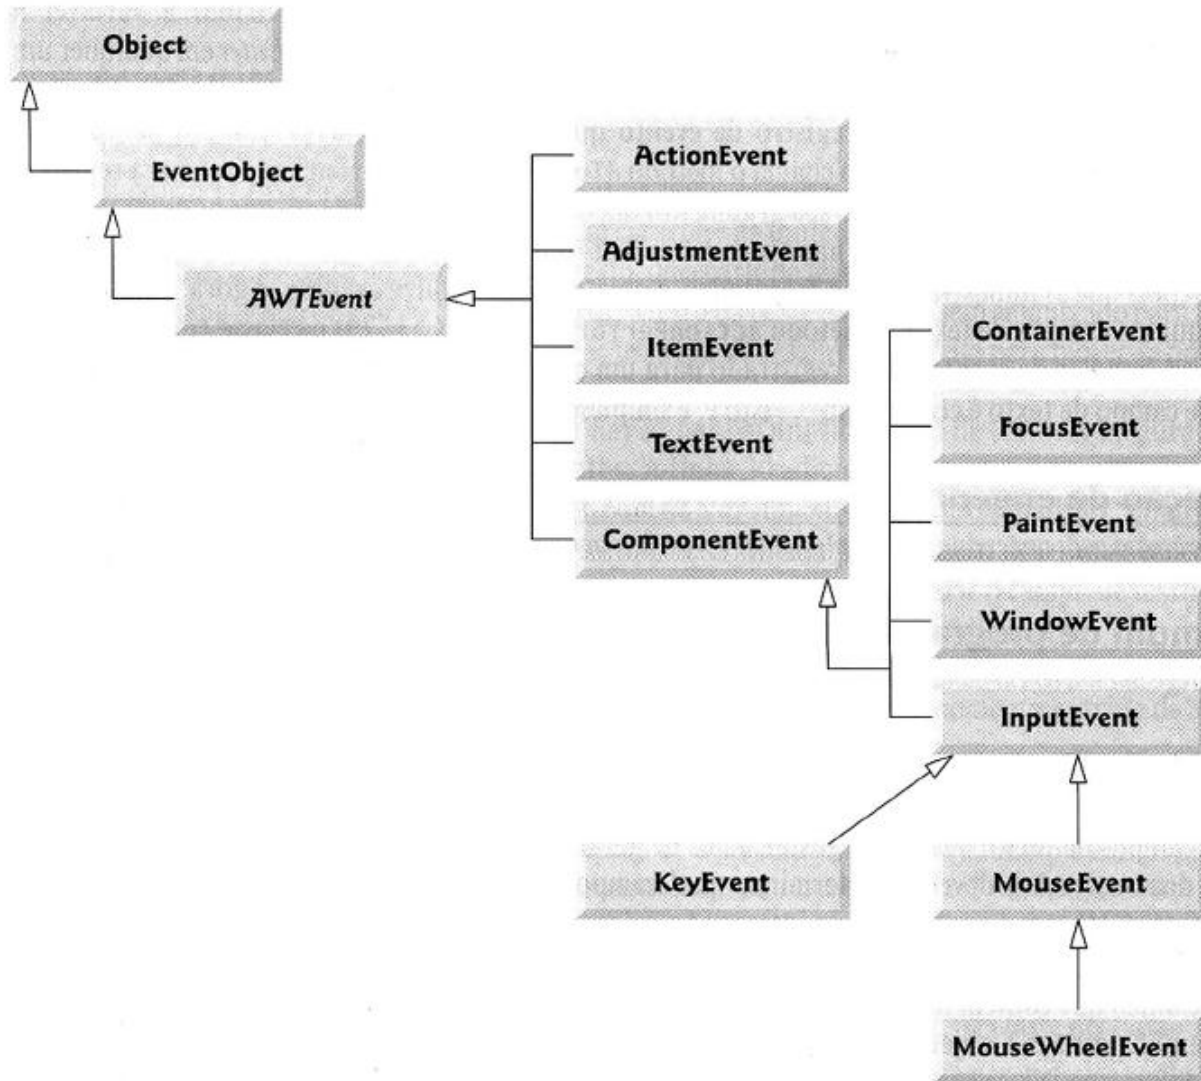 Object
EventObject
AWTEvent
ActionEvent
AdjustmentEvent
ItemEvent
TextEvent
ComponentEvent
ContainerEvent
FocusEvent
PaintEvent
WindowEvent
InputEvent
KeyEvent
MouseEvent
MouseWheelEvent